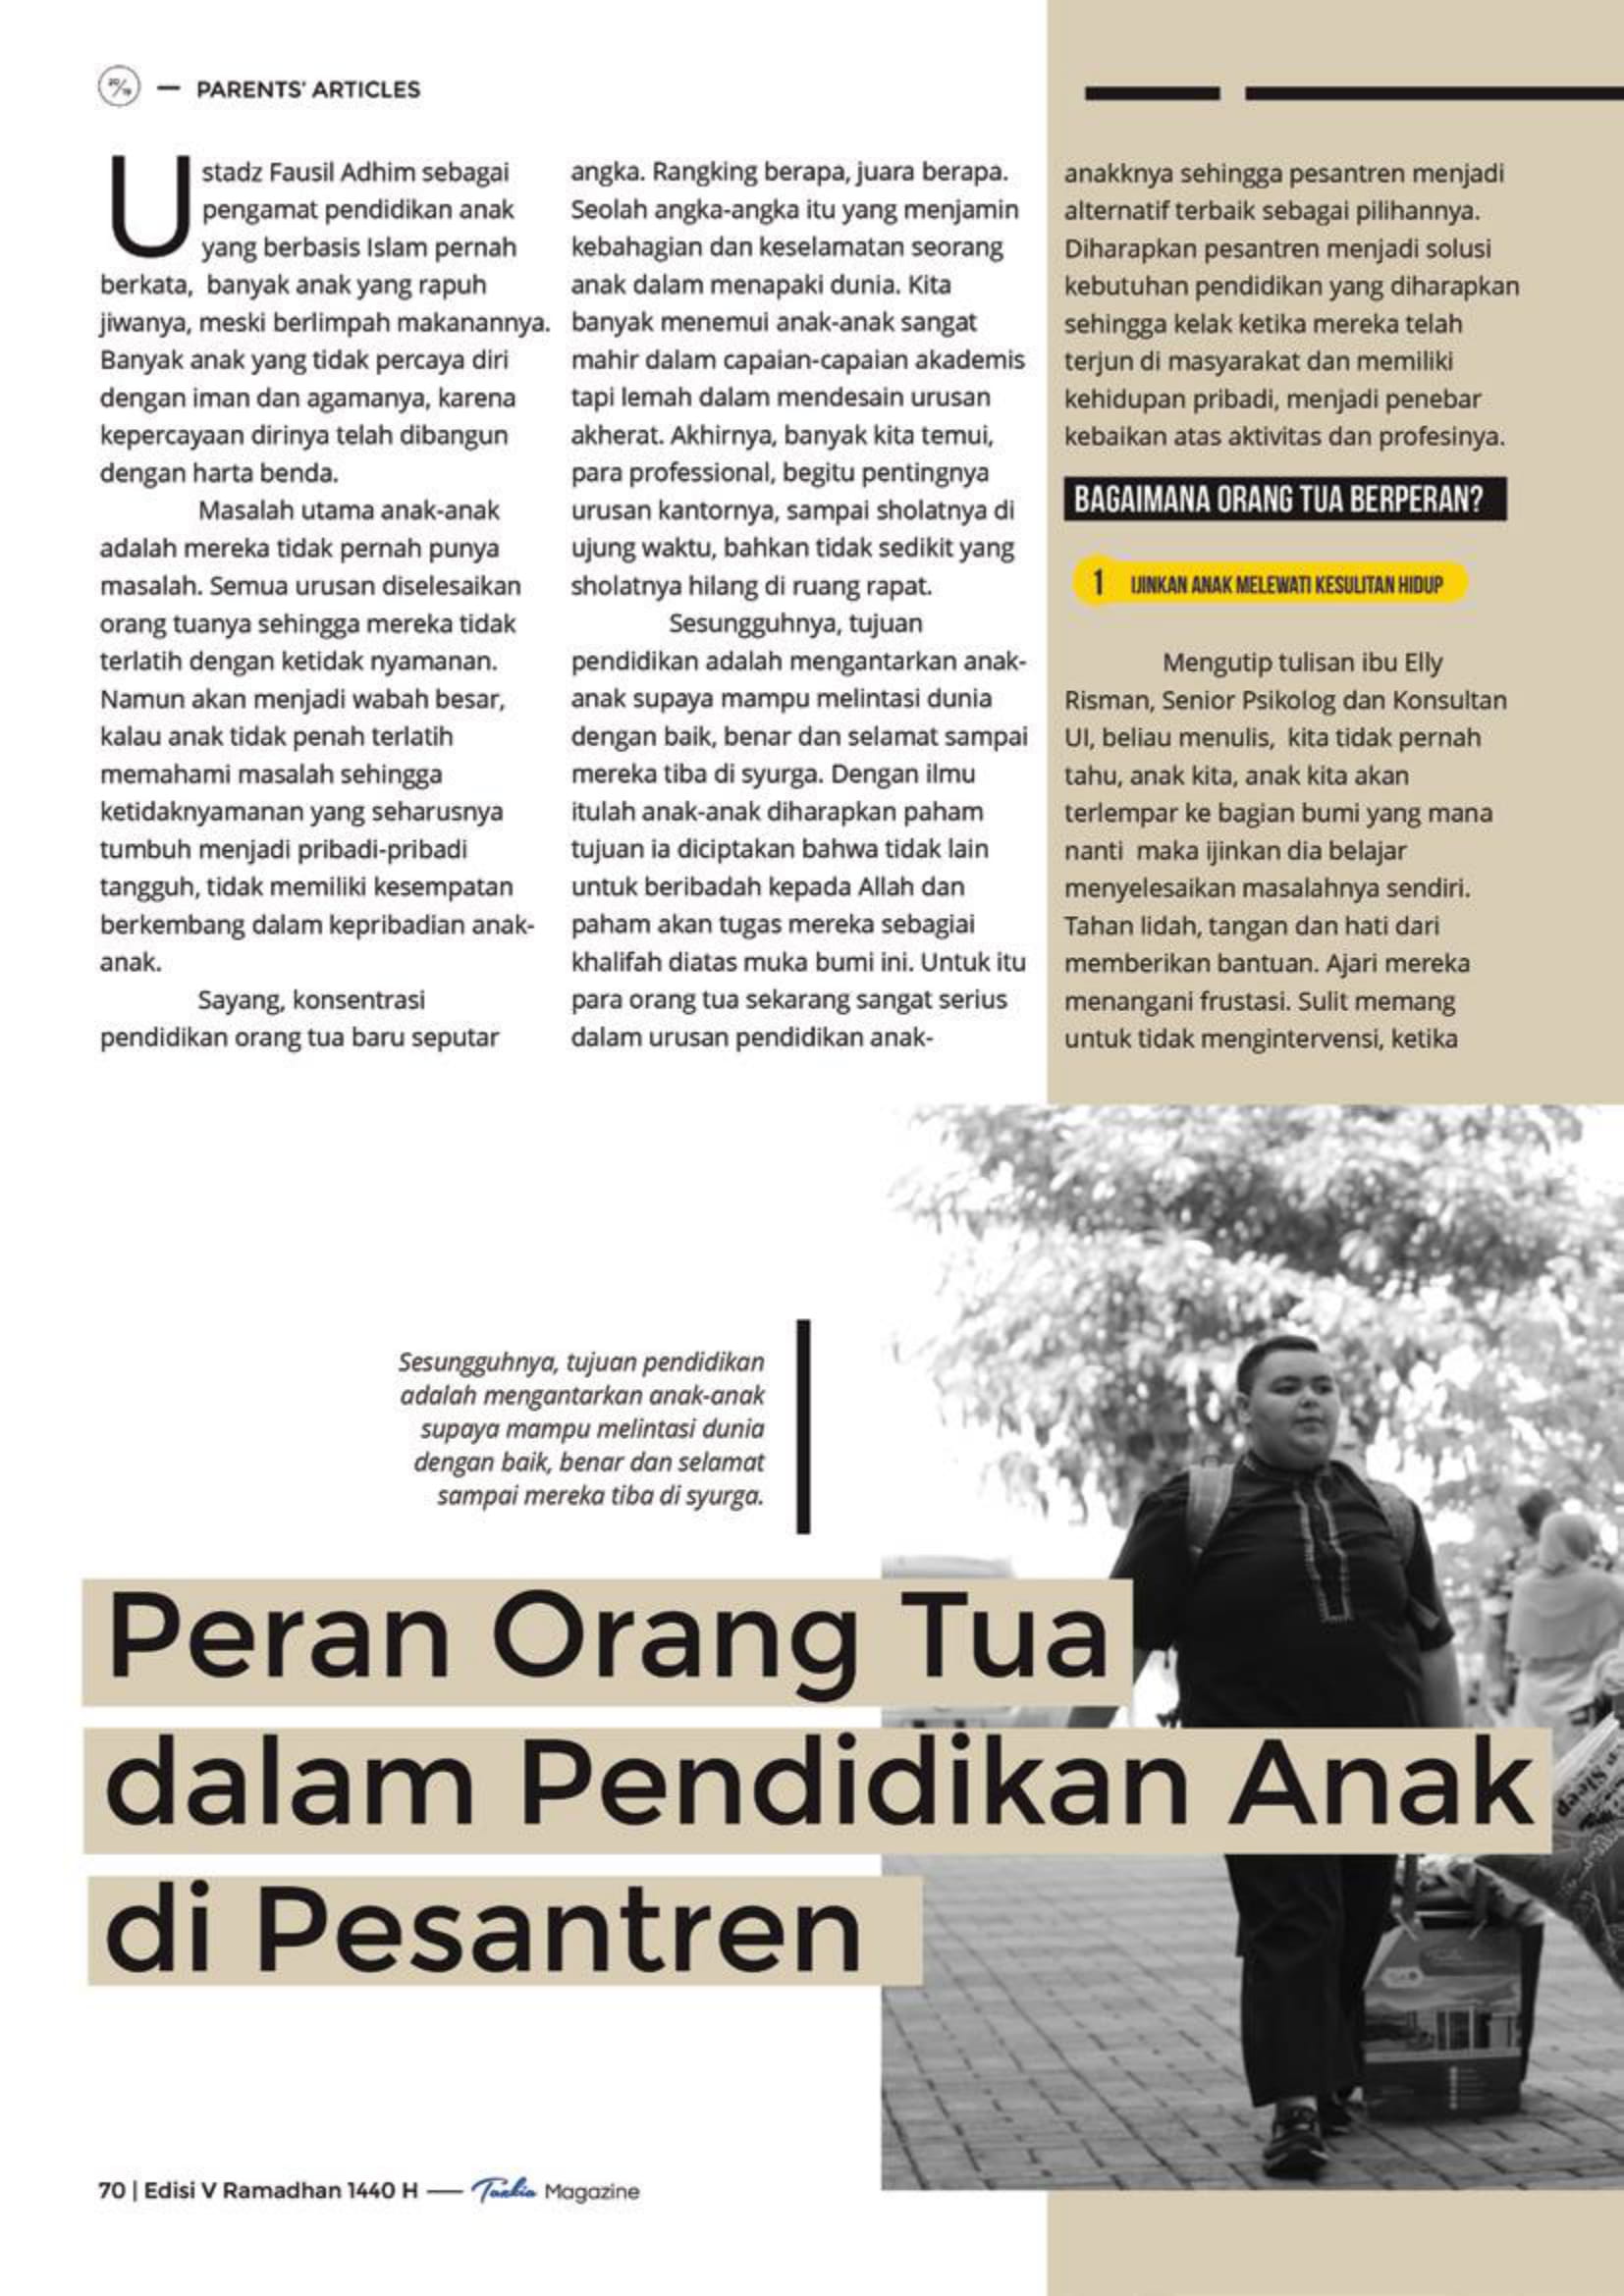 20/19 — PARENTS' ARTICLES
Ustadz Fausil Adhim sebagai
pengamat pendidikan anak
yang berbasis Islam pernah
berkata, banyak anak yang rapuh
jiwanya, meski berlimpah makanannya.
Banyak anak yang tidak percaya diri
dengan iman dan agamanya, karena
kepercayaan dirinya telah dibangun
dengan harta benda.
Masalah utama anak-anak
adalah mereka tidak pernah punya
masalah. Semua urusan diselesaikan
orang tuanya sehingga mereka tidak
terlatih dengan ketidak nyamanan.
Namun akan menjadi wabah besar,
kalau anak tidak penah terlatih
memahami masalah sehingga
ketidaknyamanan yang seharusnya
tumbuh menjadi pribadi-pribadi
tangguh, tidak memiliki kesempatan
berkembang dalam kepribadian anak-
anak.
Sayang, konsentrasi
pendidikan orang tua baru seputar
angka. Rangking berapa, juara berapa.
Seolah angka-angka itu yang menjamin
kebahagian dan keselamatan seorang
anak dalam menapaki dunia. Kita
banyak menemui anak-anak sangat
mahir dalam capaian-capaian akademis
tapi lemah dalam mendesain urusan
akherat. Akhirnya, banyak kita temui,
para professional, begitu pentingnya
urusan kantornya, sampai sholatnya di
ujung waktu, bahkan tidak sedikit yang
sholatnya hilang di ruang rapat.
Sesungguhnya, tujuan
pendidikan adalah mengantarkan anak-
anak supaya mampu melintasi dunia
dengan baik, benar dan selamat sampai
mereka tiba di syurga. Dengan ilmu
itulah anak-anak diharapkan paham
tujuan ia diciptakan bahwa tidak lain
untuk beribadah kepada Allah dan
paham akan tugas mereka sebagiai
khalifah diatas muka bumi ini. Untuk itu
para orang tua sekarang sangat serius
dalam urusan pendidikan anak-
anakknya sehingga pesantren menjadi
alternatif terbaik sebagai pilihannya.
Diharapkan pesantren menjadi solusi
kebutuhan pendidikan yang diharapkan
sehingga kelak ketika mereka telah
terjun di masyarakat dan memiliki
kehidupan pribadi, menjadi penebar
kebaikan atas aktivitas dan profesinya.
BAGAIMANA ORANG TUA BERPERAN?
1 IJINKAN ANAK MELEWATI KESULITAN HIDUP
Mengutip tulisan ibu Elly
Risman, Senior Psikolog dan Konsultan
UI, beliau menulis, kita tidak pernah
tahu, anak kita, anak kita akan
terlempar ke bagian bumi yang mana
nanti maka ijinkan dia belajar
menyelesaikan masalahnya sendiri.
Tahan lidah, tangan dan hati dari
memberikan bantuan. Ajari mereka
menangani frustasi. Sulit memang
untuk tidak mengintervensi, ketika
Sesungguhnya, tujuan pendidikan
adalah mengantarkan anak-anak
supaya mampu melintasi dunia
dengan baik, benar dan selamat
sampai mereka tiba di syurga.
Peran Orang Tua
dalam Pendidikan Anak
di Pesantren
70 | Edisi V Ramadhan 1440 H — Tazkia Magazine